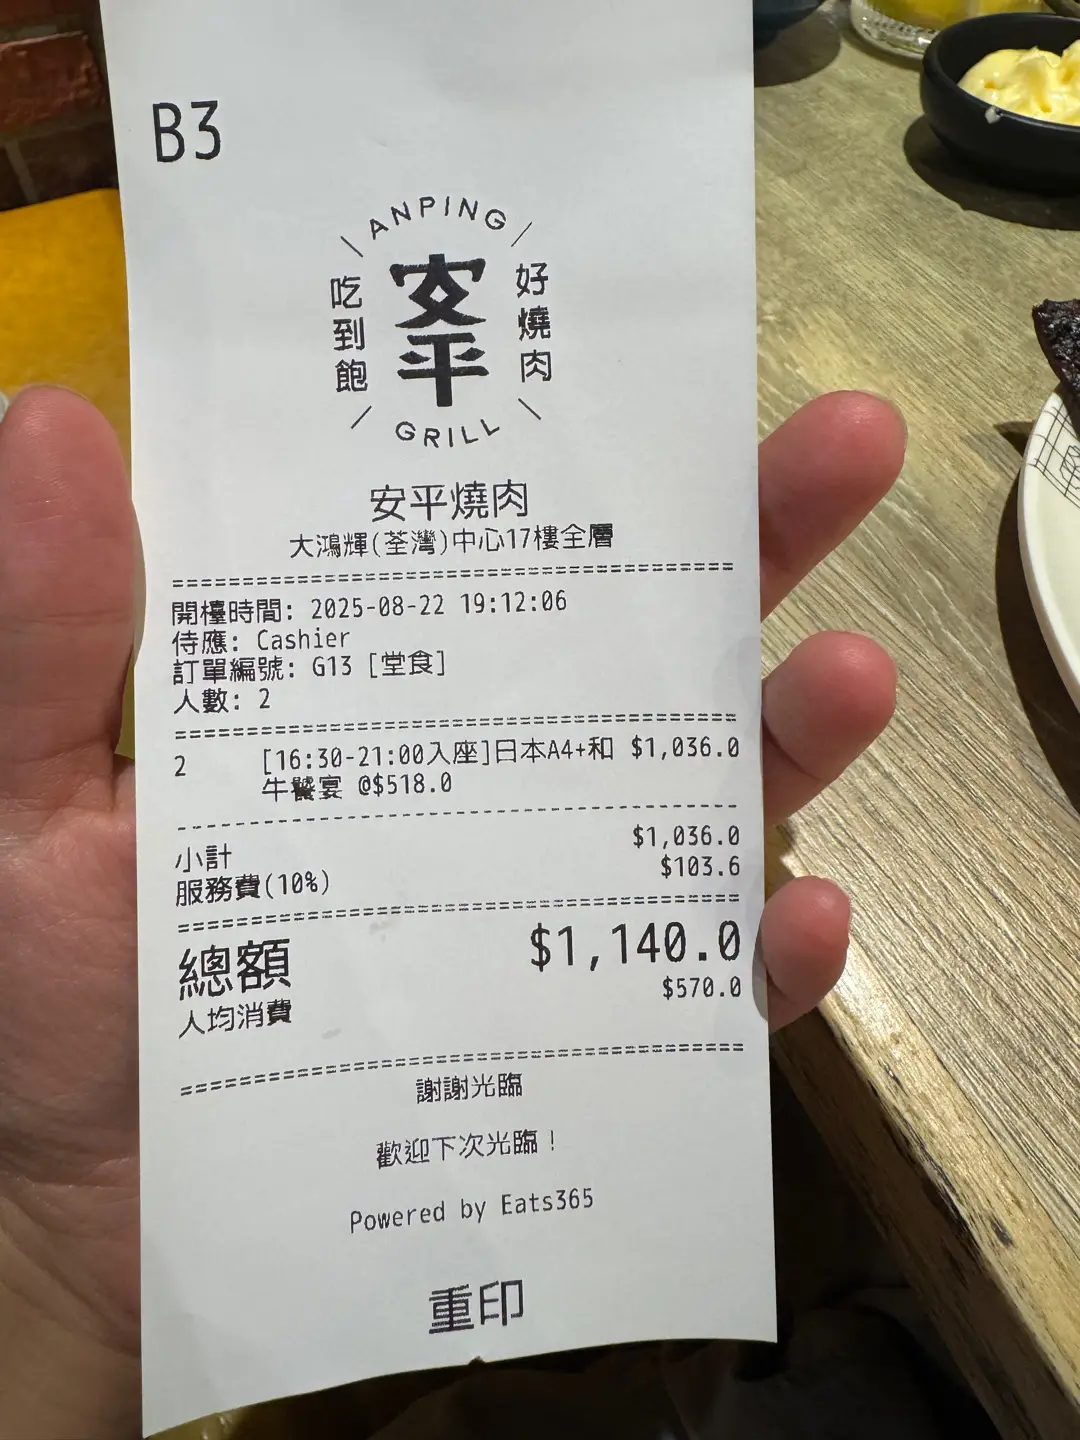 B3
ANPING
吃到飽
安平
好燒肉
GRILL
安平燒肉
大鴻輝(荃灣)中心17樓全層
開檯時間: 2025-08-22 19:12:06
侍應: Cashier
訂單編號: G13 [堂食]
人數: 2
2 [16:30-21:00入座]日本A4+和 $1,036.0
牛饗宴 @$518.0
小計 $1,036.0
服務費(10%) $103.6
總額 $1,140.0
人均消費 $570.0
謝謝光臨
歡迎下次光臨！
Powered by Eats365
重印